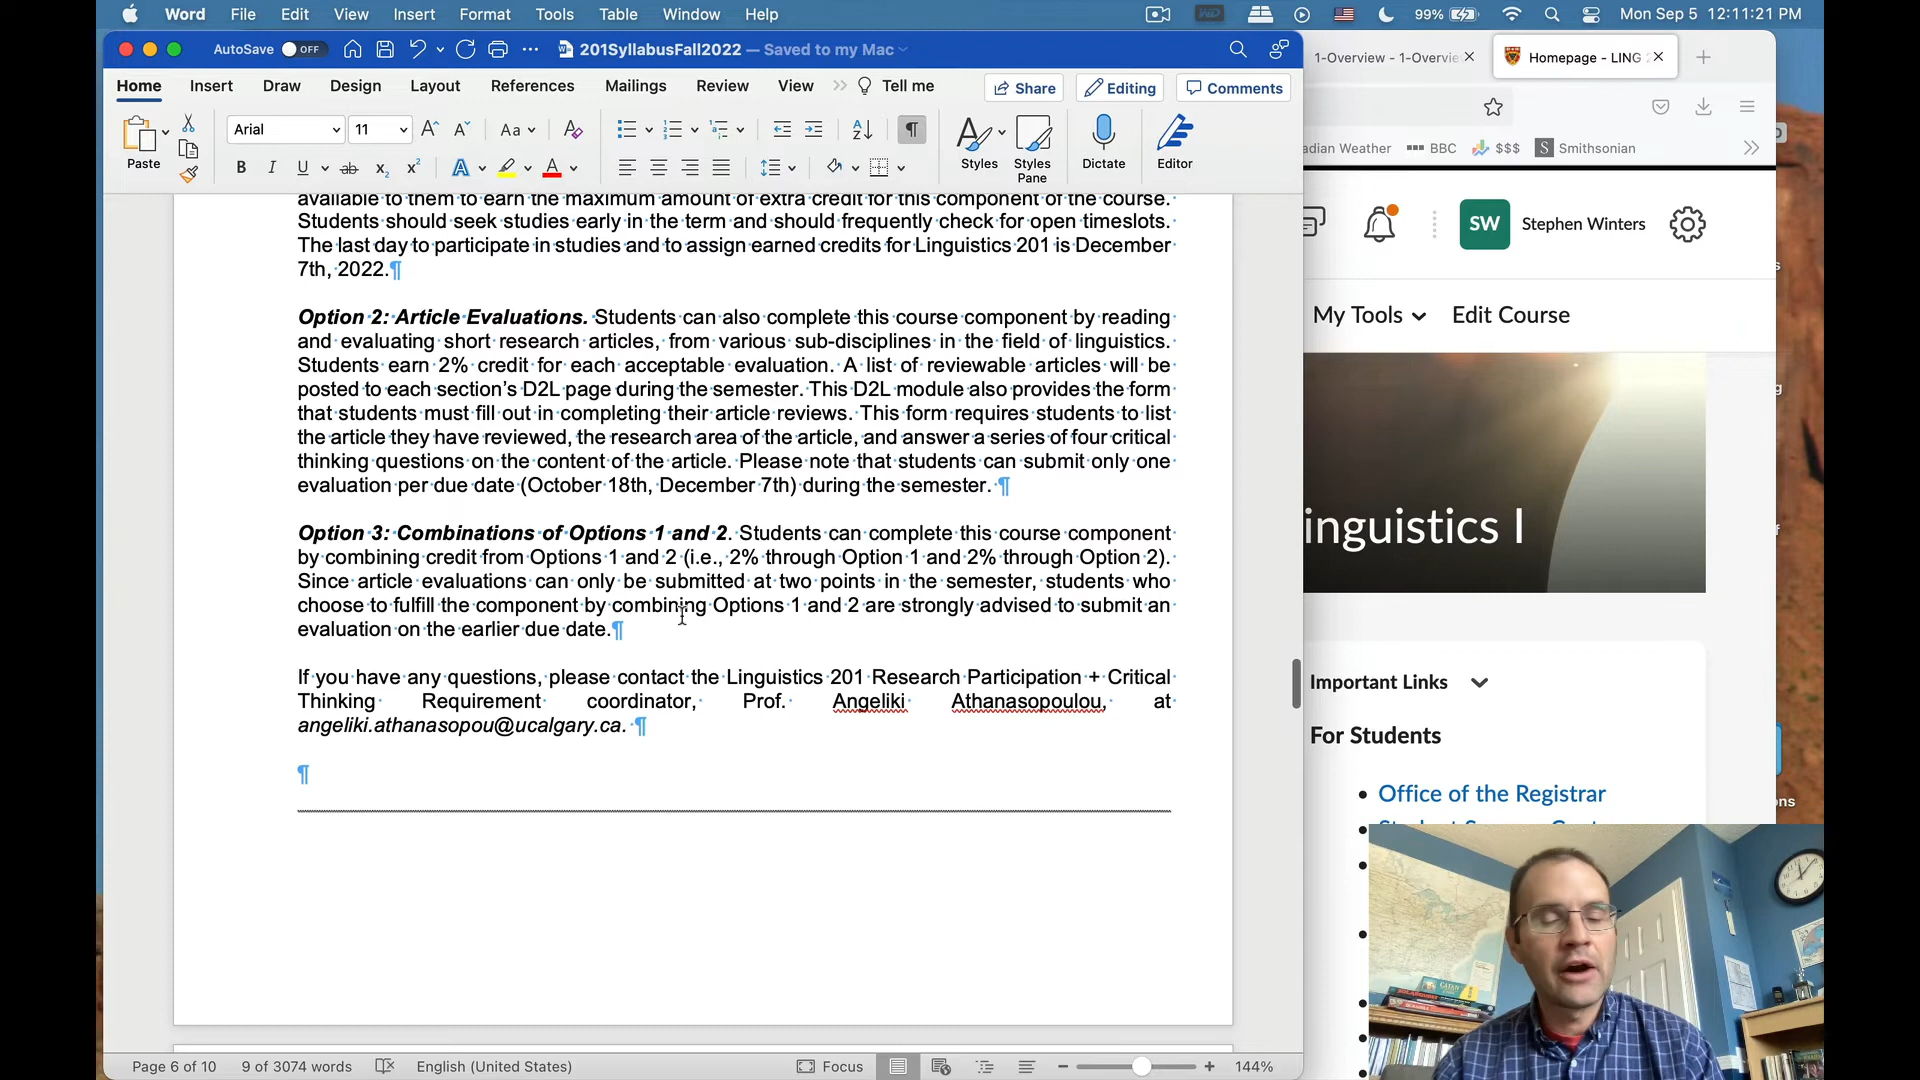 Word File Edit View Insert Format Tools Table Window Help 99% Mon Sep 5 12:11:21 PM
AutoSave OFF 201SyllabusFall2022 — Saved to my Mac
1-Overview - 1-Overvie Homepage - LING
Home Insert Draw Design Layout References Mailings Review View Tell me Share Editing Comments
Paste Arial 11 Styles Styles Pane Dictate Editor
adian Weather BBC $$$ Smithsonian
available to them to earn the maximum amount of extra credit for this component of the course.
Students should seek studies early in the term and should frequently check for open timeslots.
The last day to participate in studies and to assign earned credits for Linguistics 201 is December
7th, 2022.¶
Option 2: Article Evaluations. Students can also complete this course component by reading
and evaluating short research articles, from various sub-disciplines in the field of linguistics.
Students earn 2% credit for each acceptable evaluation. A list of reviewable articles will be
posted to each section's D2L page during the semester. This D2L module also provides the form
that students must fill out in completing their article reviews. This form requires students to list
the article they have reviewed, the research area of the article, and answer a series of four critical
thinking questions on the content of the article. Please note that students can submit only one
evaluation per due date (October 18th, December 7th) during the semester. ¶
Option 3: Combinations of Options 1 and 2. Students can complete this course component
by combining credit from Options 1 and 2 (i.e., 2% through Option 1 and 2% through Option 2).
Since article evaluations can only be submitted at two points in the semester, students who
choose to fulfill the component by combining Options 1 and 2 are strongly advised to submit an
evaluation on the earlier due date.¶
If you have any questions, please contact the Linguistics 201 Research Participation + Critical
Thinking Requirement coordinator, Prof. Angeliki Athanasopoulou, at
angeliki.athanasopou@ucalgary.ca. ¶
¶
SW Stephen Winters
My Tools Edit Course
inguistics I
Important Links
For Students
Office of the Registrar
CATAN
Page 6 of 10 9 of 3074 words English (United States) Focus 144%